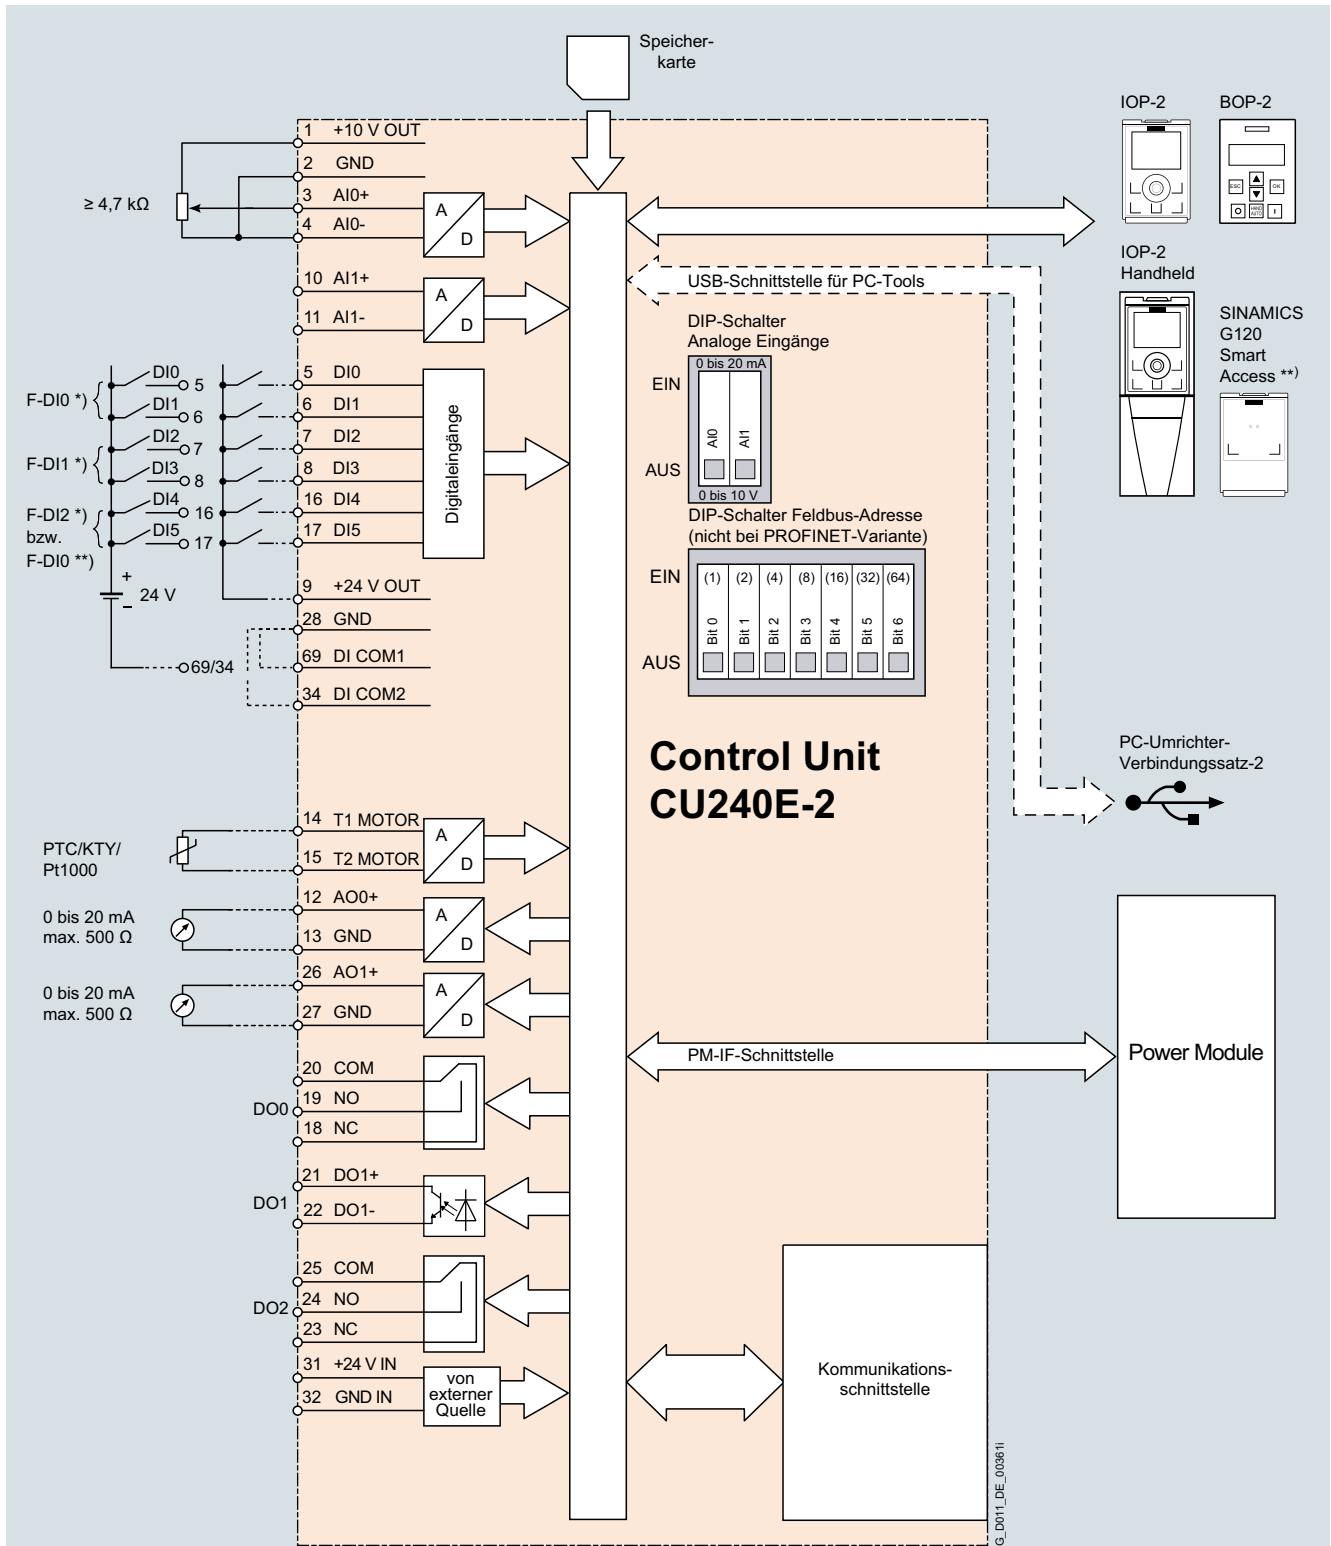 Speicher-
karte
IOP-2
BOP-2
ESC
OK
HAND
AUTO
IOP-2
Handheld
SINAMICS
G120
Smart
Access **)
1 +10 V OUT
2 GND
3 AI0+
4 AI0-
≥ 4,7 kΩ
A
D
10 AI1+
11 AI1-
A
D
USB-Schnittstelle für PC-Tools
DIP-Schalter
Analoge Eingänge
0 bis 20 mA
EIN
AI0
AI1
AUS
0 bis 10 V
DIP-Schalter Feldbus-Adresse
(nicht bei PROFINET-Variante)
EIN
(1) (2) (4) (8) (16) (32) (64)
Bit 0
Bit 1
Bit 2
Bit 3
Bit 4
Bit 5
Bit 6
AUS
F-DI0 *)
F-DI1 *)
F-DI2 *)
bzw.
F-DI0 **)
DI0 5
DI1 6
DI2 7
DI3 8
DI4 16
DI5 17
+
24 V
–
69/34
5 DI0
6 DI1
7 DI2
8 DI3
16 DI4
17 DI5
Digitaleingänge
9 +24 V OUT
28 GND
69 DI COM1
34 DI COM2
Control Unit
CU240E-2
PC-Umrichter-
Verbindungssatz-2
PTC/KTY/
Pt1000
14 T1 MOTOR
15 T2 MOTOR
A
D
0 bis 20 mA
max. 500 Ω
12 AO0+
13 GND
A
D
0 bis 20 mA
max. 500 Ω
26 AO1+
27 GND
A
D
PM-IF-Schnittstelle
Power Module
DO0
20 COM
19 NO
18 NC
DO1
21 DO1+
22 DO1-
DO2
25 COM
24 NO
23 NC
31 +24 V IN
32 GND IN
von
externer
Quelle
Kommunikations-
schnittstelle
G_D011_DE_00361i